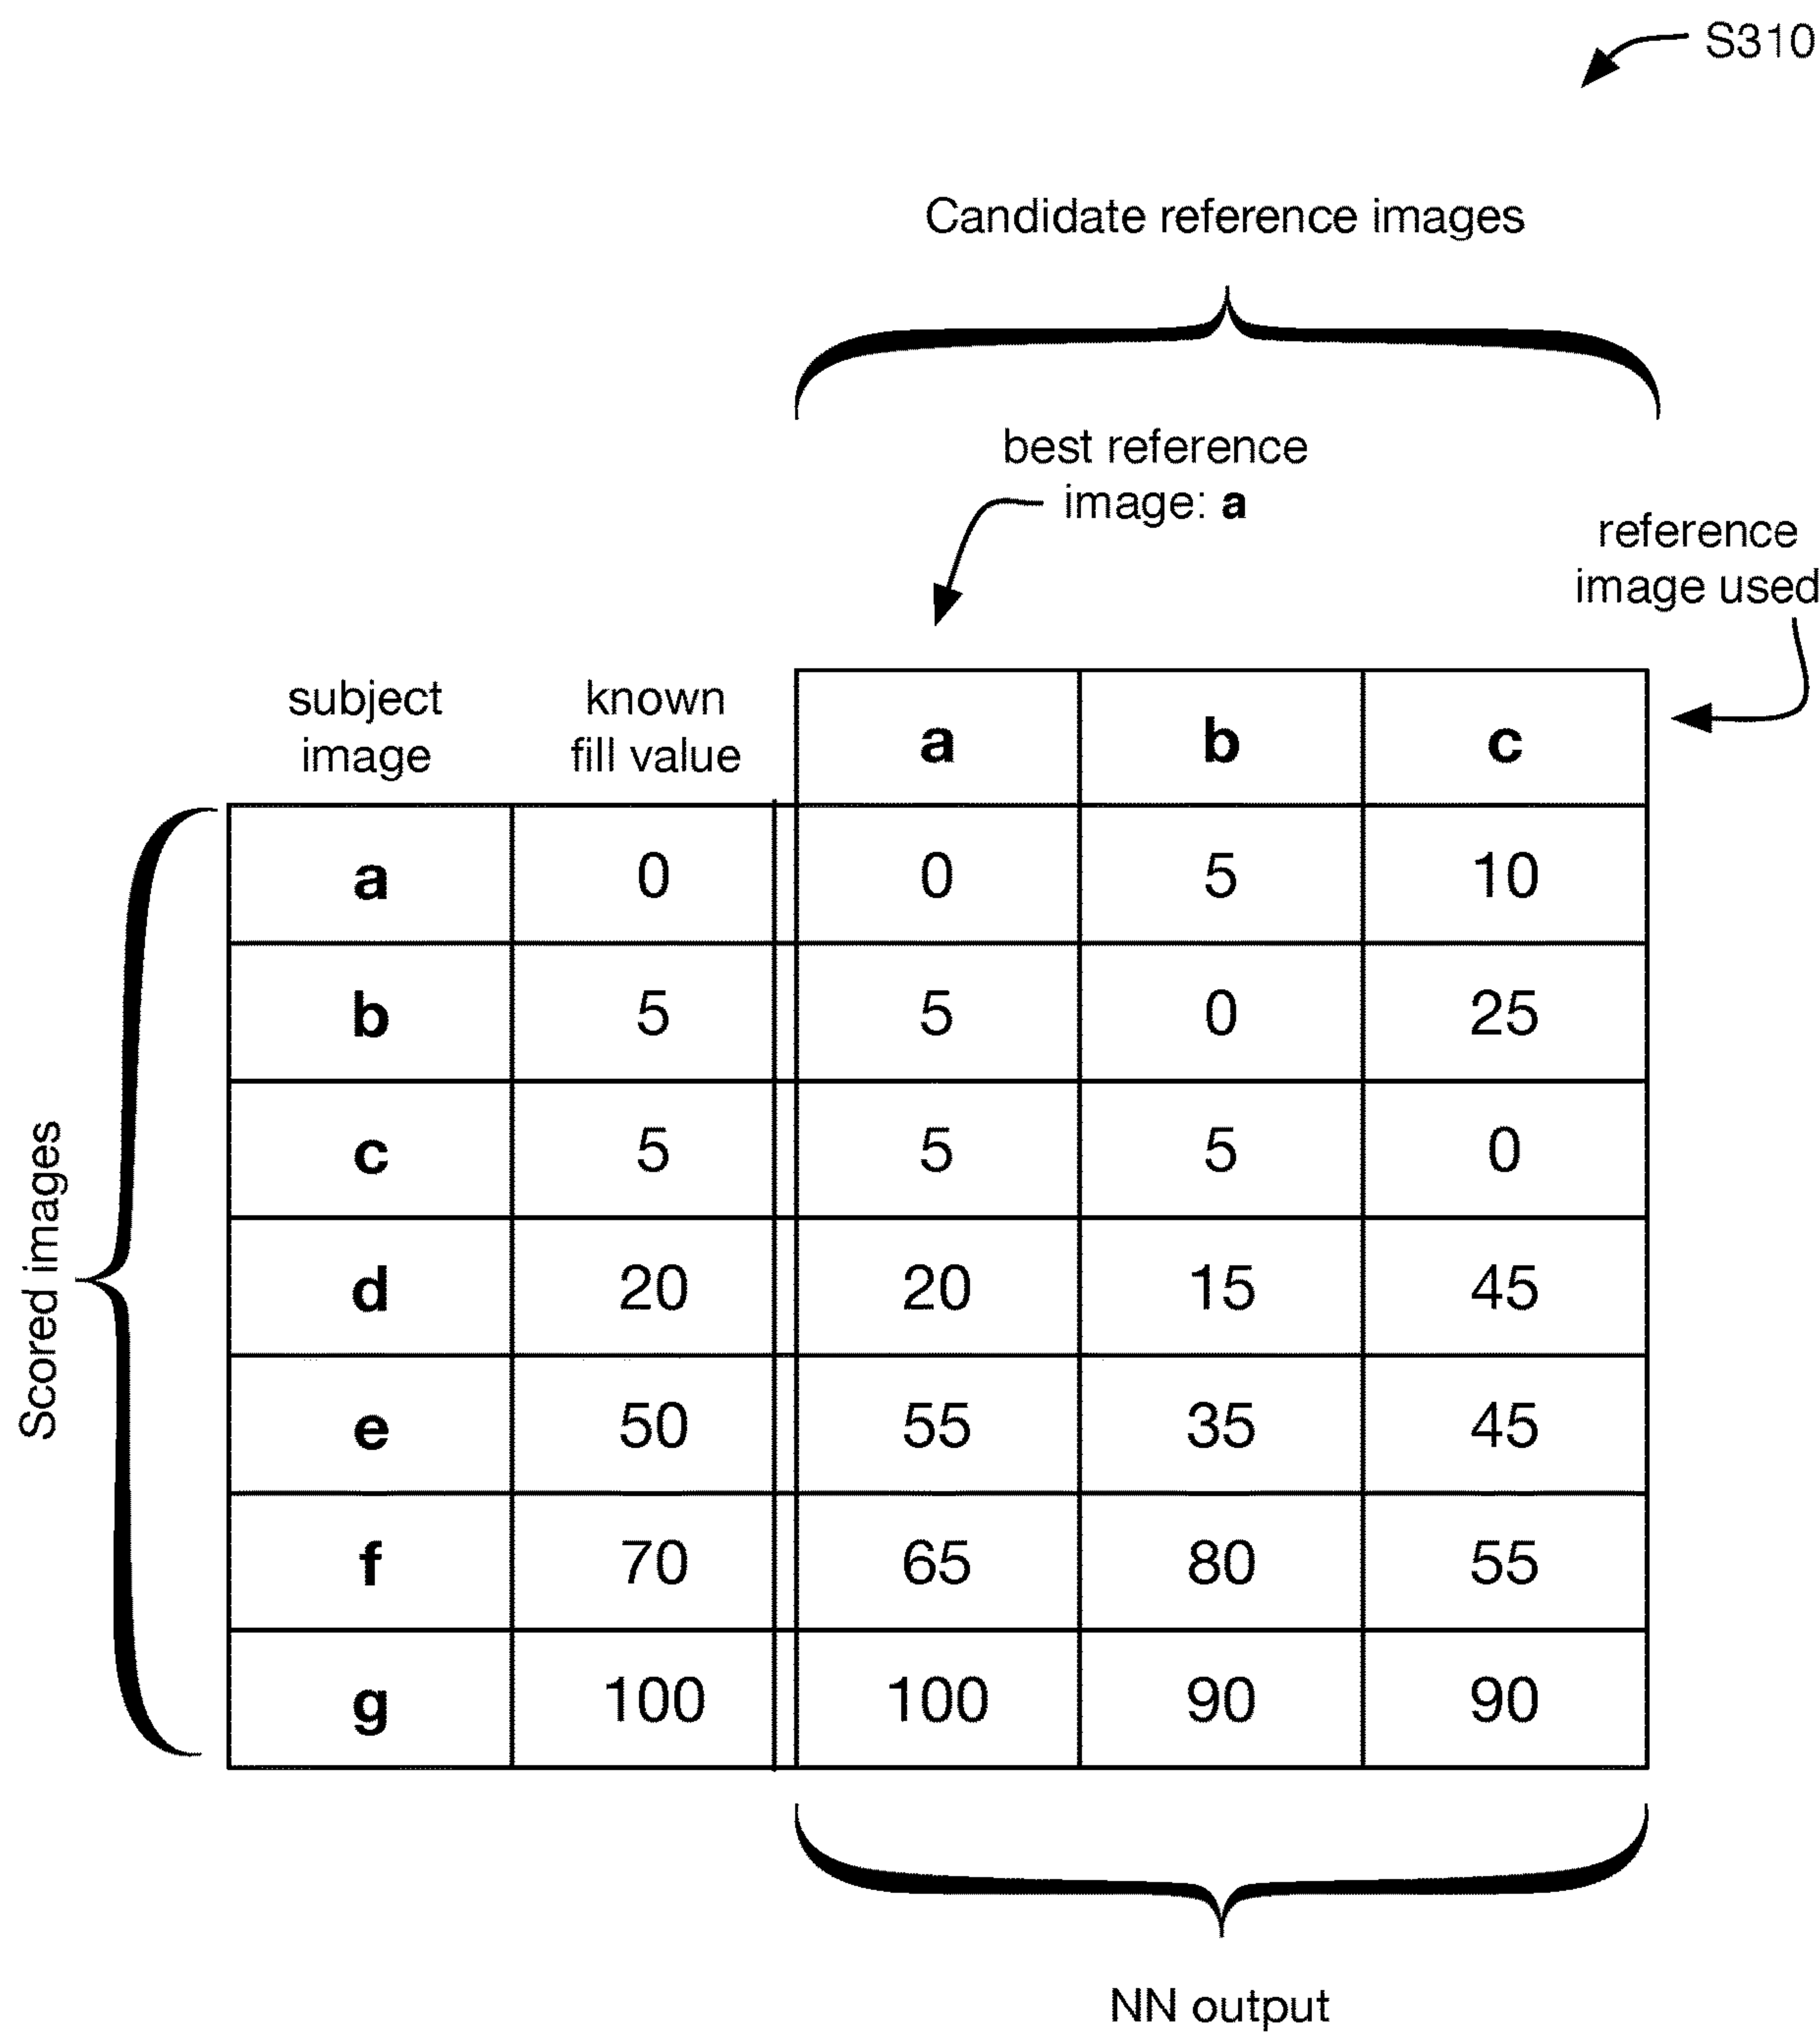 S310
Candidate reference images
best reference
image: a
reference
image used
subject
image
known
fill value
a b c
a 0 0 5 10
b 5 5 0 25
c 5 5 5 0
d 20 20 15 45
e 50 55 35 45
f 70 65 80 55
g 100 100 90 90
Scored images
NN output